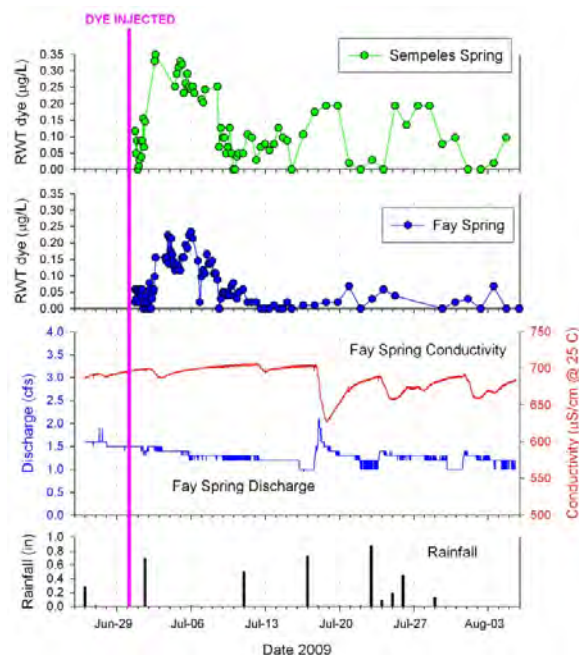 DYE INJECTED
RWT dye (µg/L)
0.35
0.30
0.25
0.20
0.15
0.10
0.05
0.00
Sempeles Spring
RWT dye (µg/L)
0.35
0.30
0.25
0.20
0.15
0.10
0.05
0.00
Fay Spring
Discharge (cfs)
4.0
3.5
3.0
2.5
2.0
1.5
1.0
0.5
0.0
Fay Spring Conductivity
Fay Spring Discharge
750
700
650
600
550
500
Conductivity (µS/cm @ 25 C)
Rainfall (in)
1.0
0.8
0.6
0.4
0.2
0.0
Rainfall
Jun-29 Jul-06 Jul-13 Jul-20 Jul-27 Aug-03
Date 2009